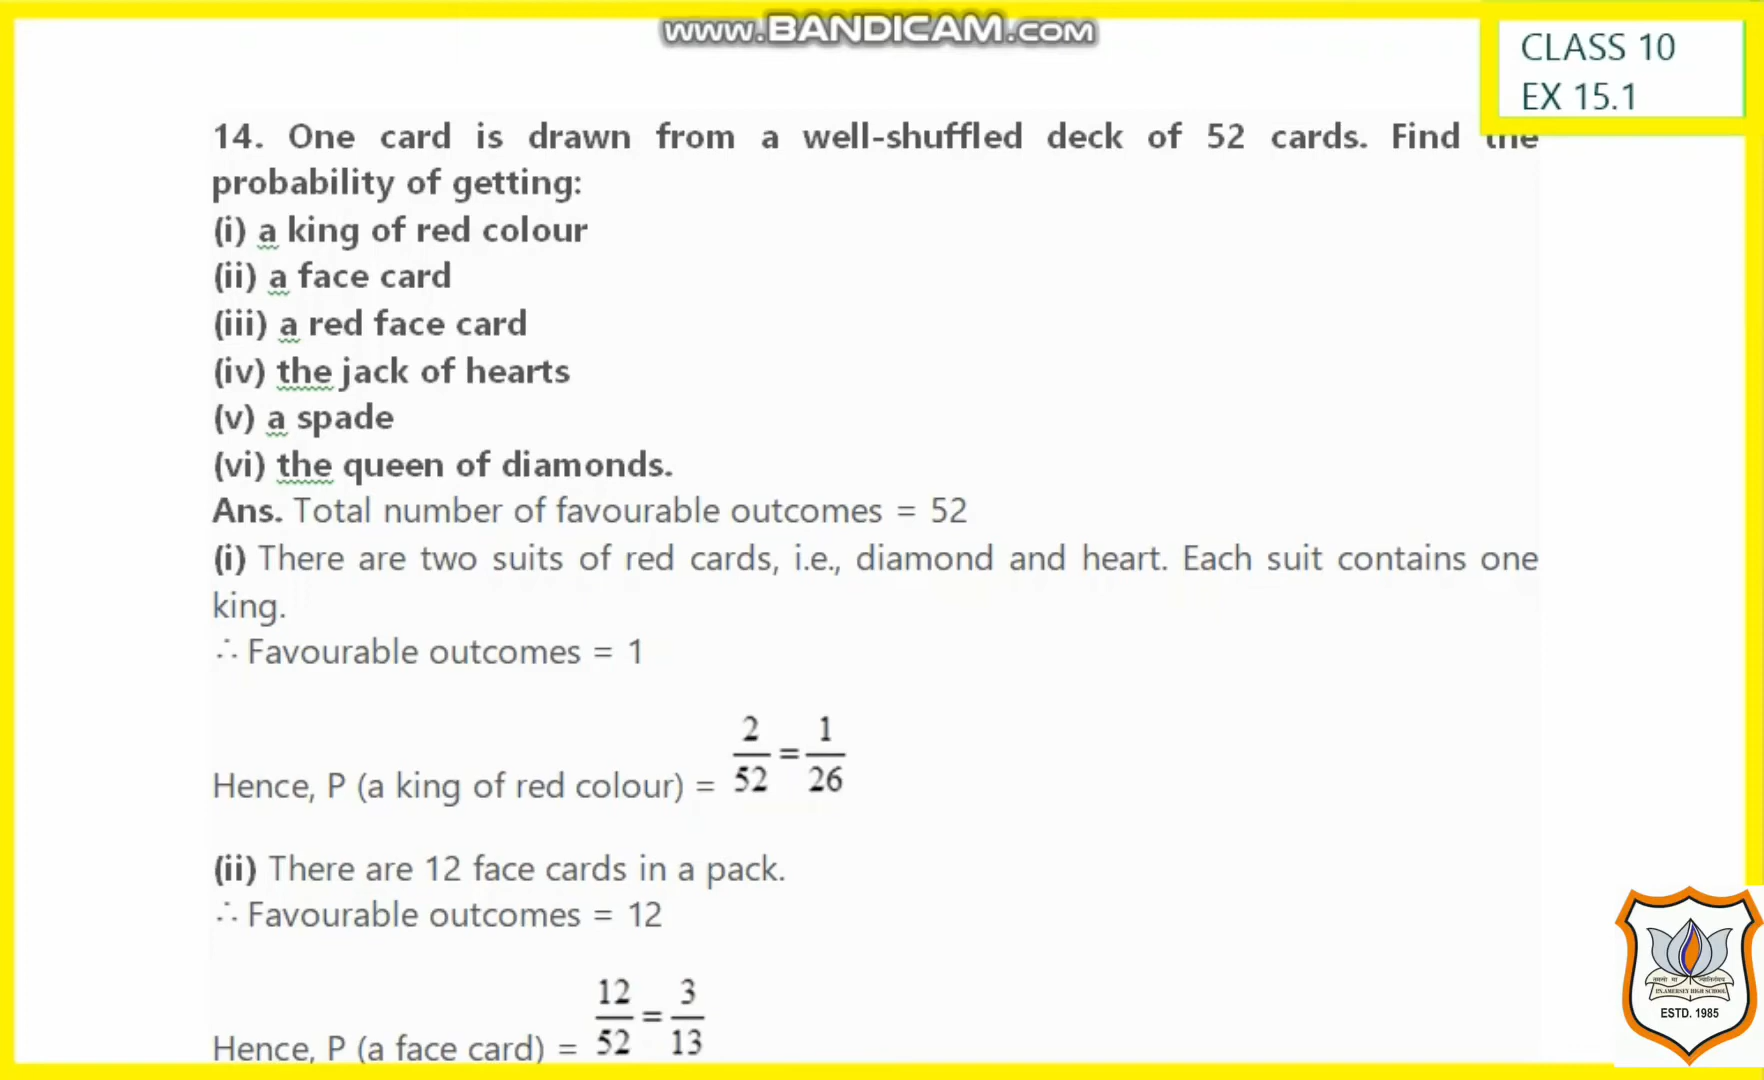 www.BANDICAM.com
CLASS 10
EX 15.1
14. One card is drawn from a well-shuffled deck of 52 cards. Find the
probability of getting:
(i) a king of red colour
(ii) a face card
(iii) a red face card
(iv) the jack of hearts
(v) a spade
(vi) the queen of diamonds.
Ans. Total number of favourable outcomes = 52
(i) There are two suits of red cards, i.e., diamond and heart. Each suit contains one
king.
∴ Favourable outcomes = 1
Hence, P (a king of red colour) = 2/52 = 1/26
(ii) There are 12 face cards in a pack.
∴ Favourable outcomes = 12
Hence, P (a face card) = 12/52 = 3/13
ESTD. 1985